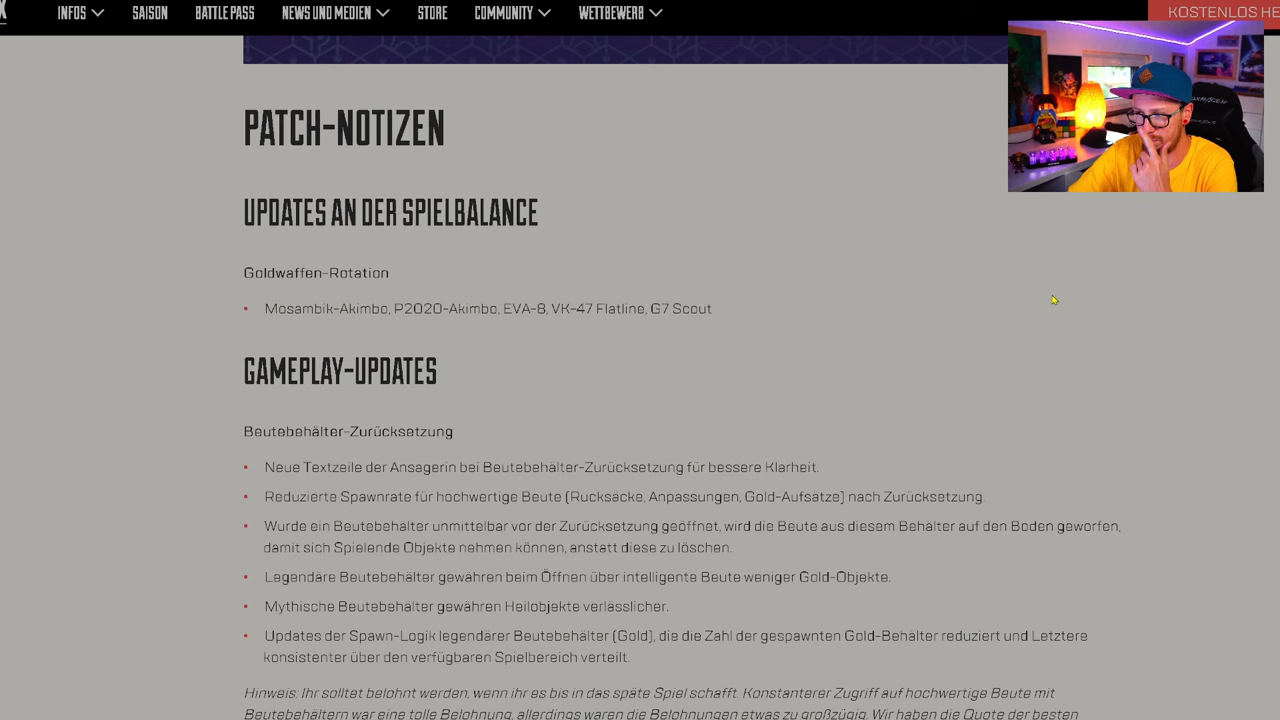 X INFOS SAISON BATTLE PASS NEWS UND MEDIEN STORE COMMUNITY WETTBEWERB KOSTENLOS HE
PATCH-NOTIZEN
UPDATES AN DER SPIELBALANCE
Goldwaffen-Rotation
• Mosambik-Akimbo, P2020-Akimbo, EVA-8, VK-47 Flatline, G7 Scout
GAMEPLAY-UPDATES
Beutebehälter-Zurücksetzung
• Neue Textzeile der Ansagerin bei Beutebehälter-Zurücksetzung für bessere Klarheit.
• Reduzierte Spawnrate für hochwertige Beute (Rucksäcke, Anpassungen, Gold-Aufsätze) nach Zurücksetzung.
• Wurde ein Beutebehälter unmittelbar vor der Zurücksetzung geöffnet, wird die Beute aus diesem Behälter auf den Boden geworfen,
damit sich Spielende Objekte nehmen können, anstatt diese zu löschen.
• Legendäre Beutebehälter gewähren beim Öffnen über intelligente Beute weniger Gold-Objekte.
• Mythische Beutebehälter gewähren Heilobjekte verlässlicher.
• Updates der Spawn-Logik legendärer Beutebehälter (Gold), die die Zahl der gespawnten Gold-Behälter reduziert und Letztere
konsistenter über den verfügbaren Spielbereich verteilt.
Hinweis: Ihr solltet belohnt werden, wenn ihr es bis in das späte Spiel schafft. Konstanterer Zugriff auf hochwertige Beute mit
Beutebehältern war eine tolle Belohnung, allerdings waren die Belohnungen etwas zu großzügig. Wir haben die Quote der besten